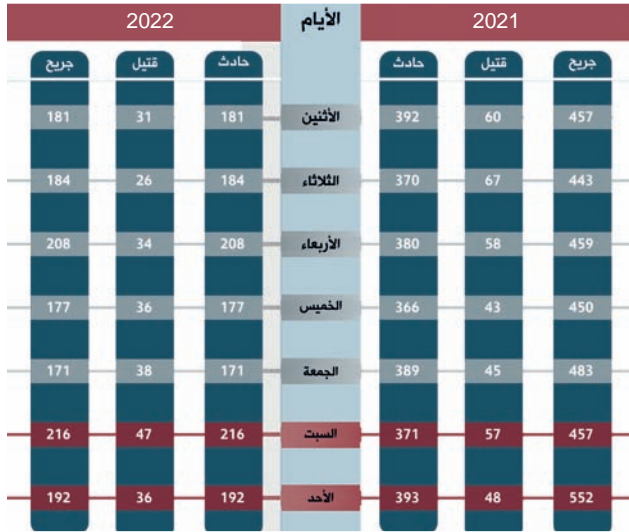 2021 الأيام 2022
جريح قتيل حادث حادث قتيل جريح
457 60 392 الأثنين 181 31 181
443 67 370 الثلاثاء 184 26 184
459 58 380 الأربعاء 208 34 208
450 43 366 الخميس 177 36 177
483 45 389 الجمعة 171 38 171
457 57 371 السبت 216 47 216
552 48 393 الأحد 192 36 192